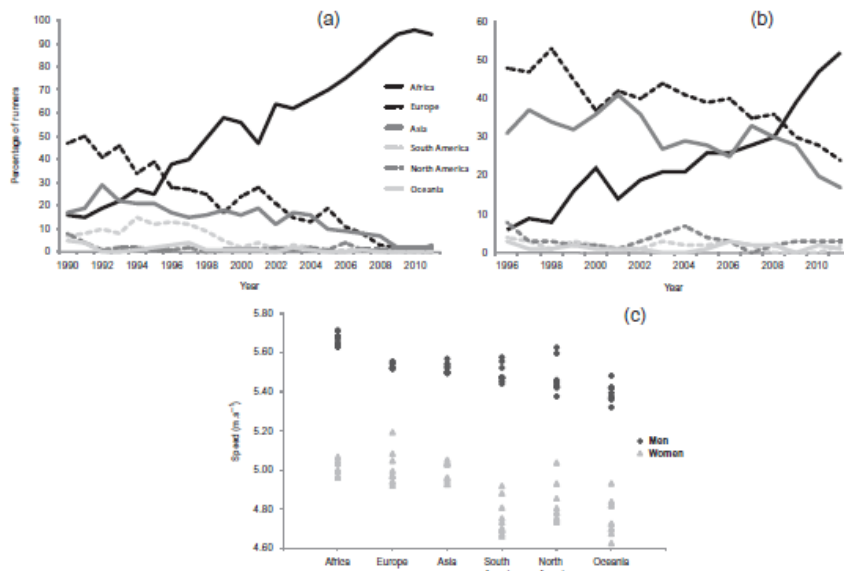 (a)
100
90
80
70
60
50
40
30
20
10
0
Percentage of runners
1990 1992 1994 1996 1998 2000 2002 2004 2006 2008 2010
Year
Africa
Europe
Asia
South America
North America
Oceania
(b)
60
50
40
30
20
10
0
1996 1998 2000 2002 2004 2006 2008 2010
Year
(c)
5.80
5.60
5.40
5.20
5.00
4.80
4.60
Speed (m.s⁻¹)
Men
Women
Africa Europe Asia South North Oceania